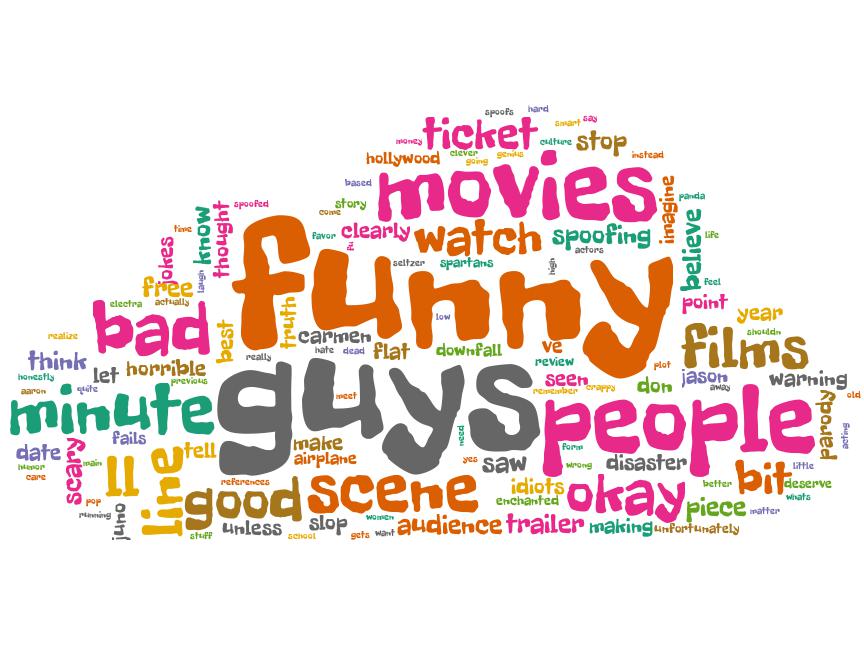 spoofs hard
money ticket smart say
hollywood clever going genius culture stop instead
based movies imagine panda
time know thought spoofed come story
jokes favor clearly watch spoofing actors believe life
funny
seltzer spartans high feel
free laugh actually
electra bad best truth low point year
realize really carmen films shouldn
think hate dead flat downfall ve review plot
honestly let horrible previous guys seen don jason away warning
aaron quite meet remember crappy old
minute people parody acting
date scary fails tell make need form
humor main airplane yes saw wrong disaster little
care ll line references idiots okay bit better deserve
pop good scene enchanted piece whats
running juno unless slop women audience trailer making unfortunately matter
stuff school gets want